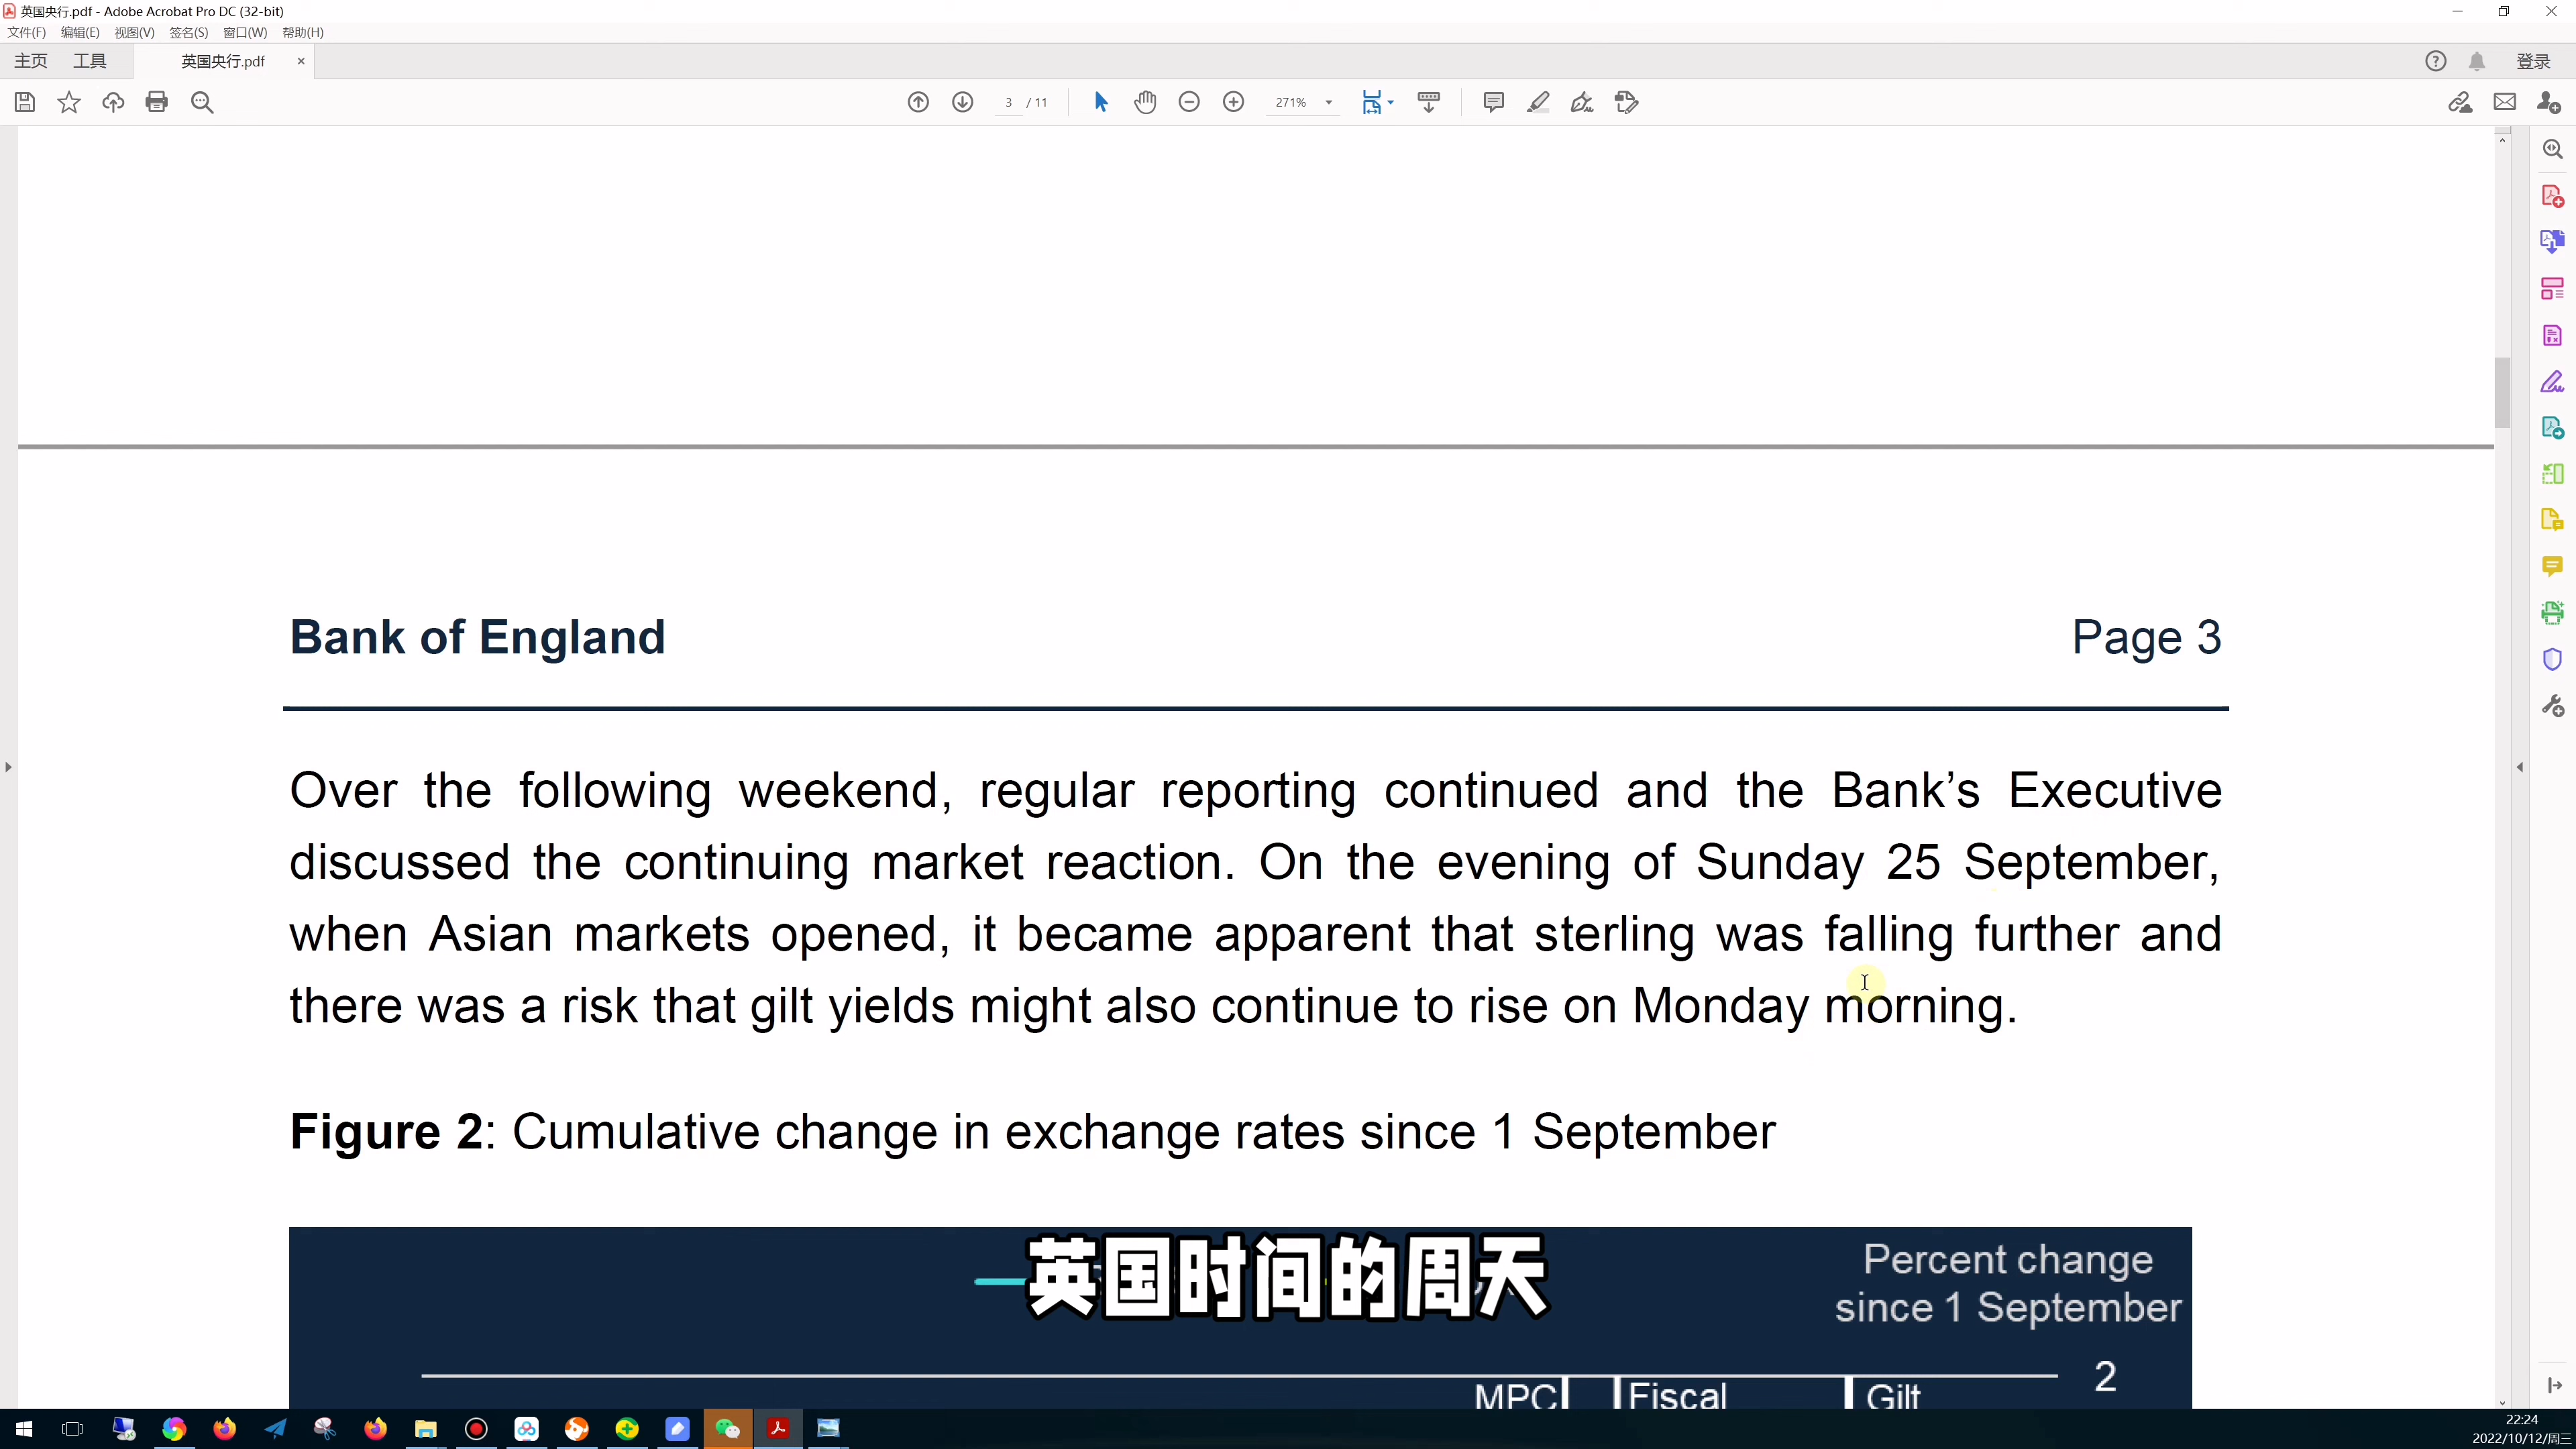 英国央行.pdf - Adobe Acrobat Pro DC (32-bit)
文件(F) 编辑(E) 视图(V) 签名(S) 窗口(W) 帮助(H)
主页 工具 英国央行.pdf × 登录
3 / 11 271%
Bank of England Page 3
Over the following weekend, regular reporting continued and the Bank’s Executive
discussed the continuing market reaction. On the evening of Sunday 25 September,
when Asian markets opened, it became apparent that sterling was falling further and
there was a risk that gilt yields might also continue to rise on Monday morning.
Figure 2: Cumulative change in exchange rates since 1 September
英国时间的周天
Percent change
since 1 September
2
MPC Fiscal Gilt
22:24
2022/10/12/周三